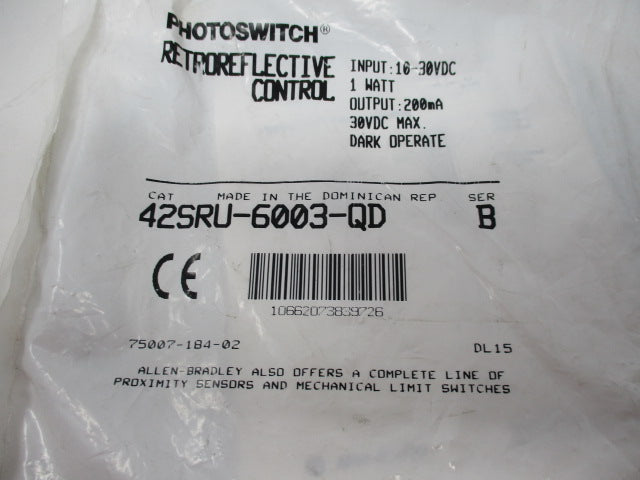 PHOTOSWITCH®
RETROREFLECTIVE
CONTROL
INPUT:10-30VDC
1 WATT
OUTPUT:200mA
30VDC MAX.
DARK OPERATE
CAT MADE IN THE DOMINICAN REP SER
42SRU-6003-QD B
CE
10662073839726
75007-184-02 DL15
ALLEN-BRADLEY ALSO OFFERS A COMPLETE LINE OF
PROXIMITY SENSORS AND MECHANICAL LIMIT SWITCHES